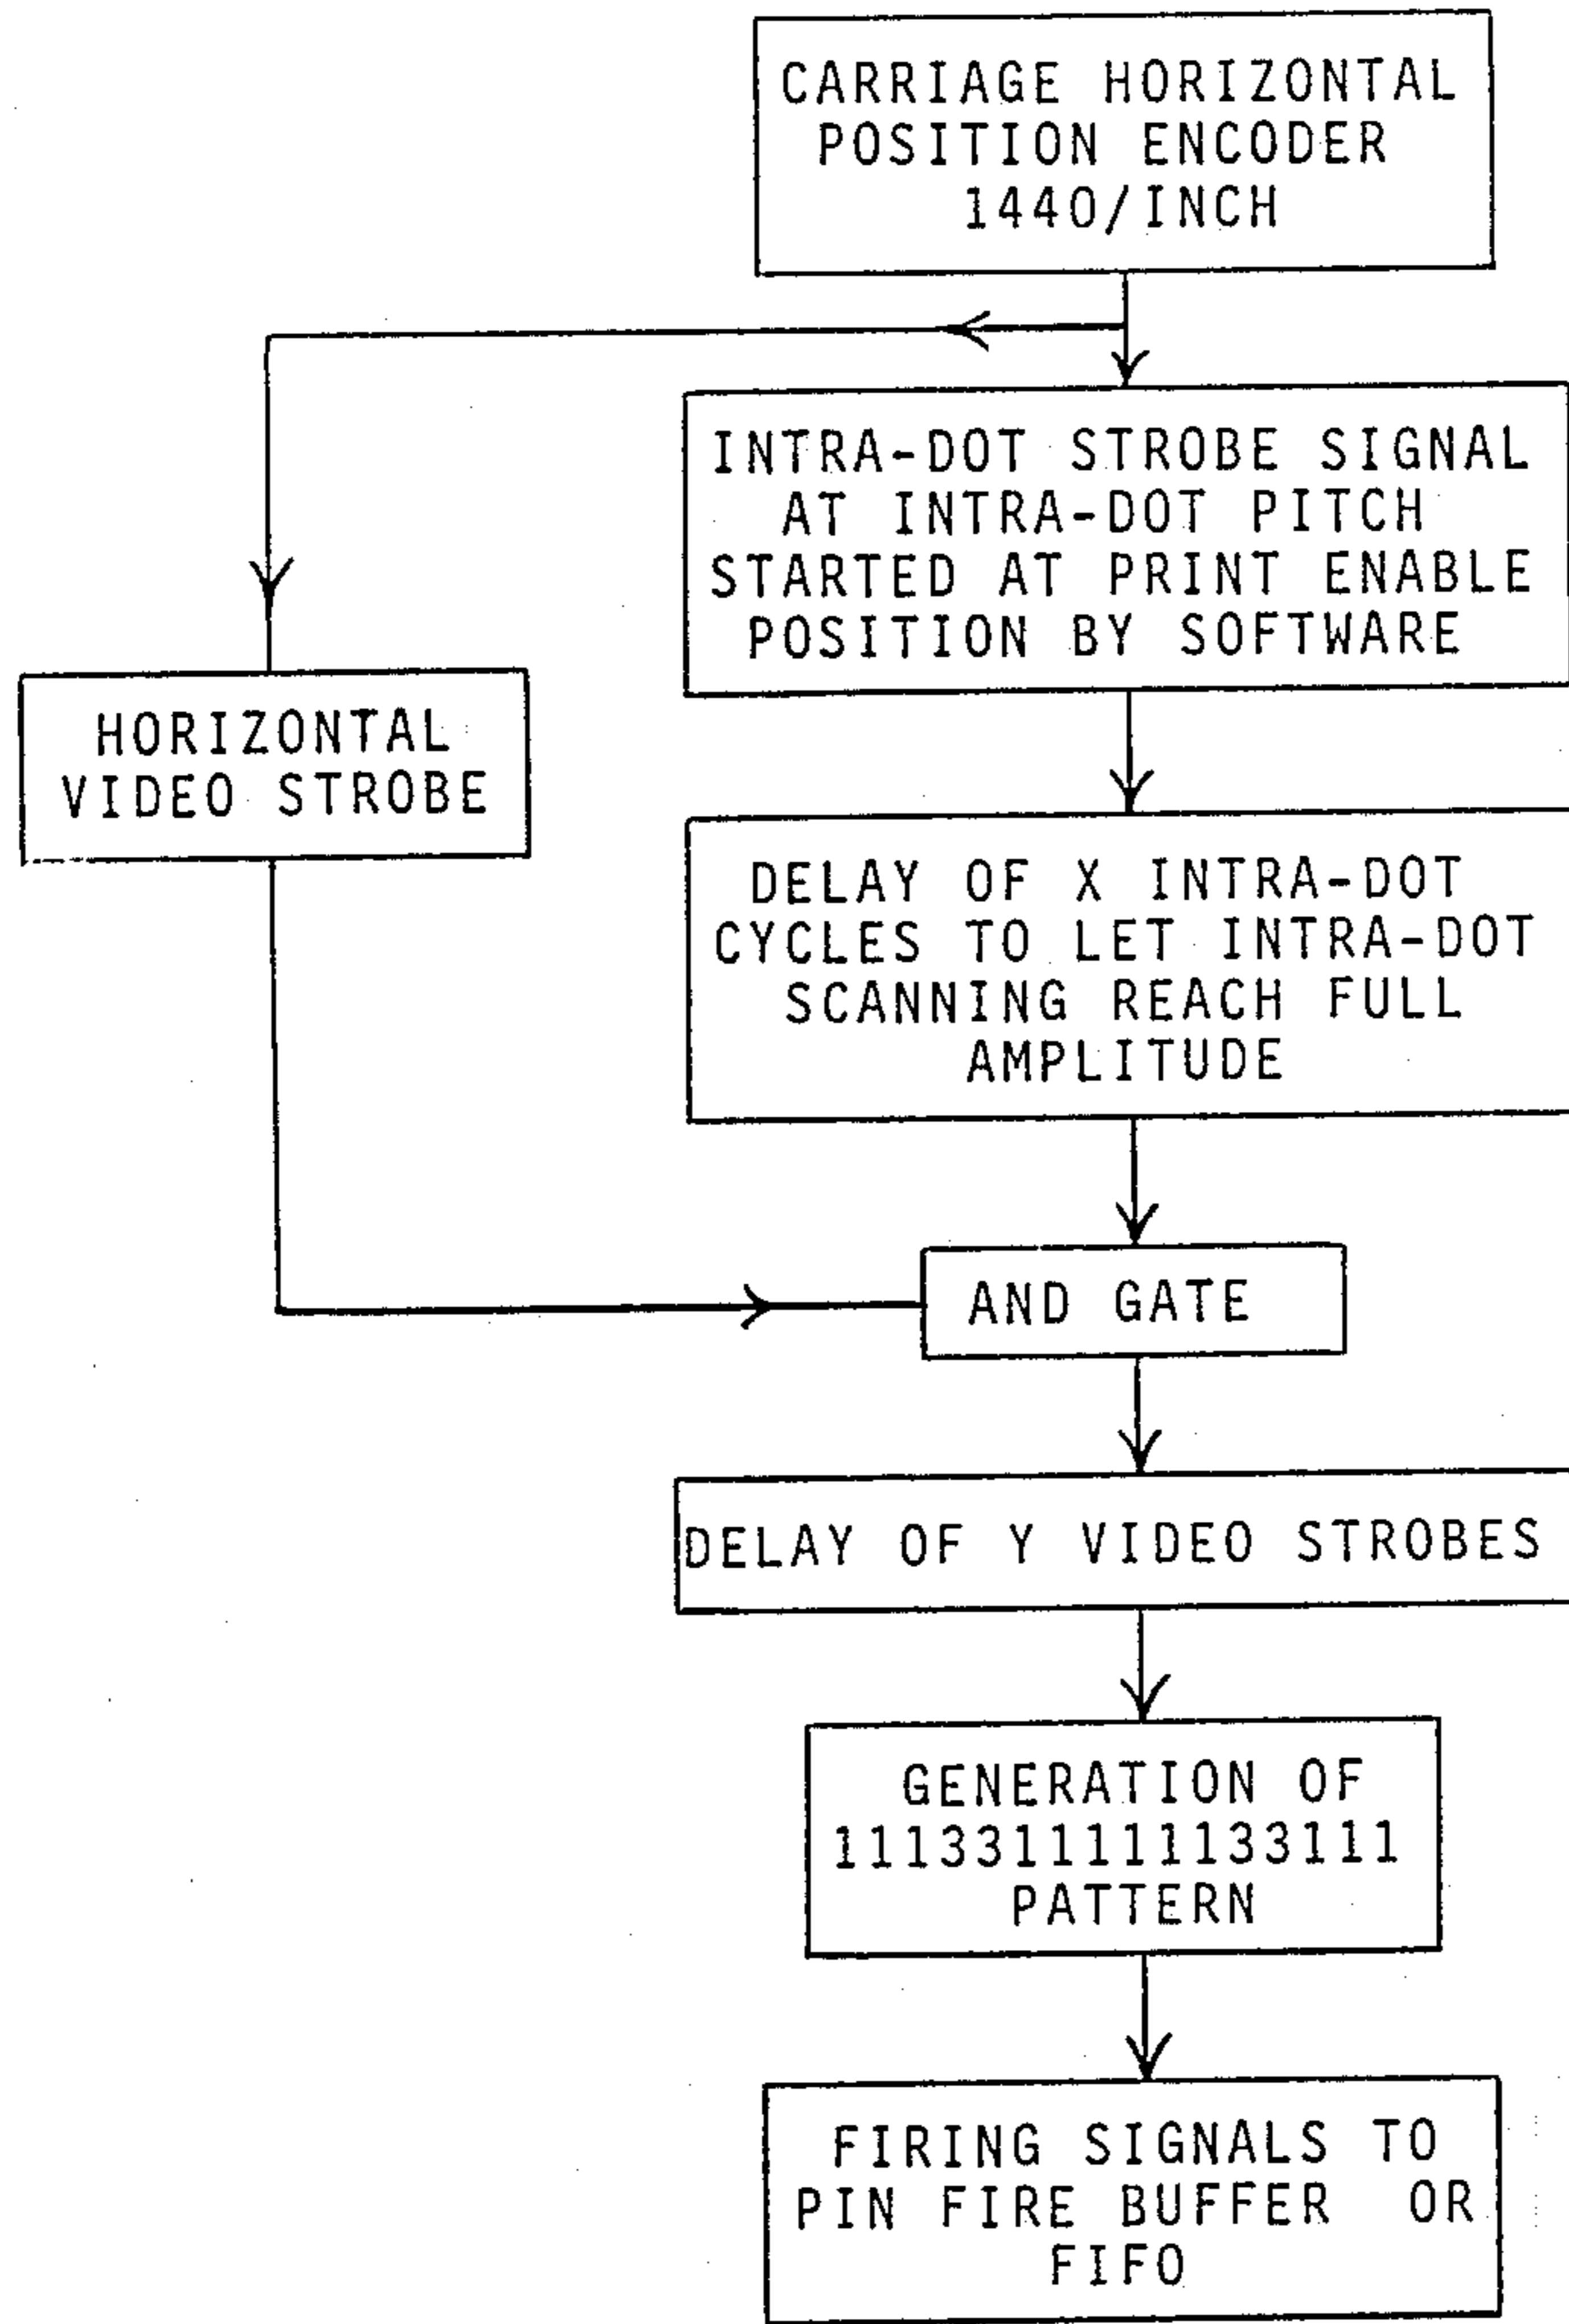 CARRIAGE HORIZONTAL
POSITION ENCODER
1440/INCH
INTRA-DOT STROBE SIGNAL
AT INTRA-DOT PITCH
STARTED AT PRINT ENABLE
POSITION BY SOFTWARE
HORIZONTAL
VIDEO STROBE
DELAY OF X INTRA-DOT
CYCLES TO LET INTRA-DOT
SCANNING REACH FULL
AMPLITUDE
AND GATE
DELAY OF Y VIDEO STROBES
GENERATION OF
1113311111133111
PATTERN
FIRING SIGNALS TO
PIN FIRE BUFFER OR
FIFO